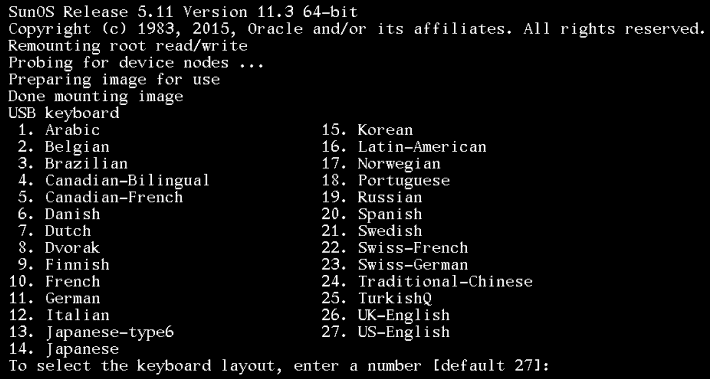 SunOS Release 5.11 Version 11.3 64-bit
Copyright (c) 1983, 2015, Oracle and/or its affiliates. All rights reserved.
Remounting root read/write
Probing for device nodes ...
Preparing image for use
Done mounting image
USB keyboard
1. Arabic 15. Korean
2. Belgian 16. Latin-American
3. Brazilian 17. Norwegian
4. Canadian-Bilingual 18. Portuguese
5. Canadian-French 19. Russian
6. Danish 20. Spanish
7. Dutch 21. Swedish
8. Dvorak 22. Swiss-French
9. Finnish 23. Swiss-German
10. French 24. Traditional-Chinese
11. German 25. TurkishQ
12. Italian 26. UK-English
13. Japanese-type6 27. US-English
14. Japanese
To select the keyboard layout, enter a number [default 27]: